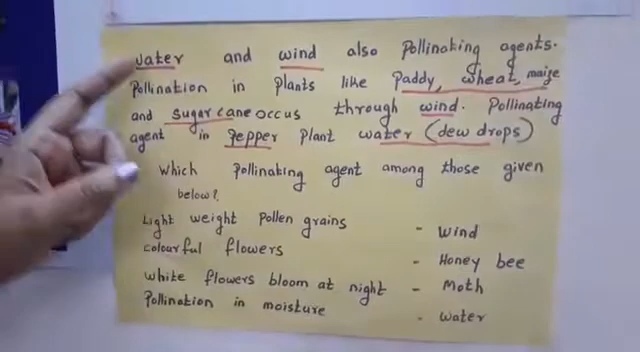 water and wind also Pollinating agents.
Pollination in plants like Paddy, wheat, maize
and sugarcane occus through wind. Pollinating
agent in Pepper plant water (dew drops)
which pollinating agent among those given
below?
Light weight pollen grains - wind
colourful flowers - Honey bee
white flowers bloom at night - Moth
Pollination in moisture - water